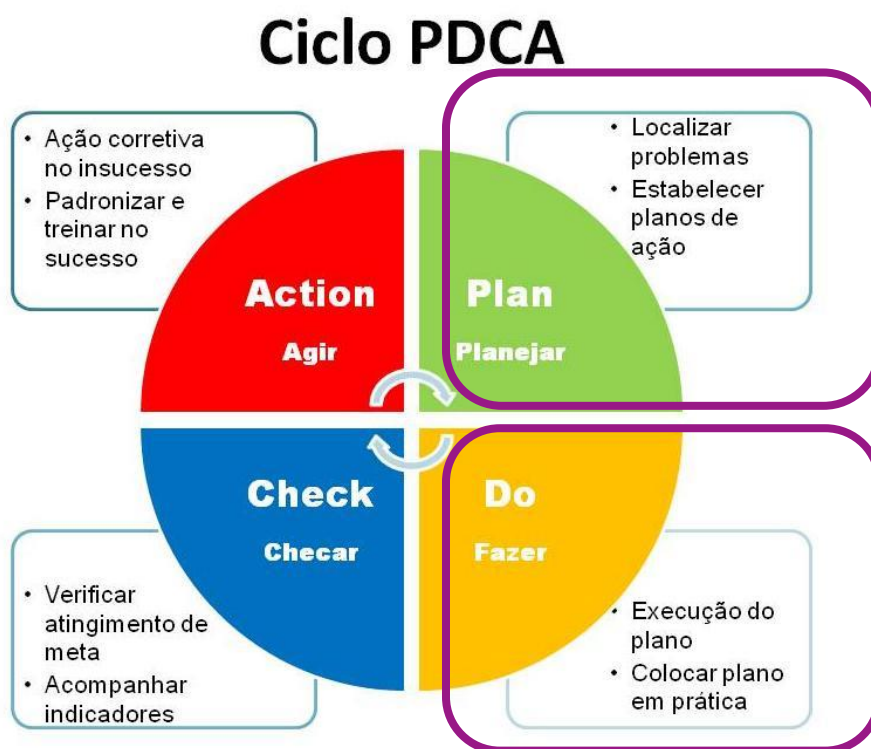 Ciclo PDCA
• Ação corretiva
no insucesso
• Padronizar e
treinar no
sucesso
• Localizar
problemas
• Estabelecer
planos de
ação
Action
Agir
Plan
Planejar
Check
Checar
Do
Fazer
• Verificar
atingimento de
meta
• Acompanhar
indicadores
• Execução do
plano
• Colocar plano
em prática